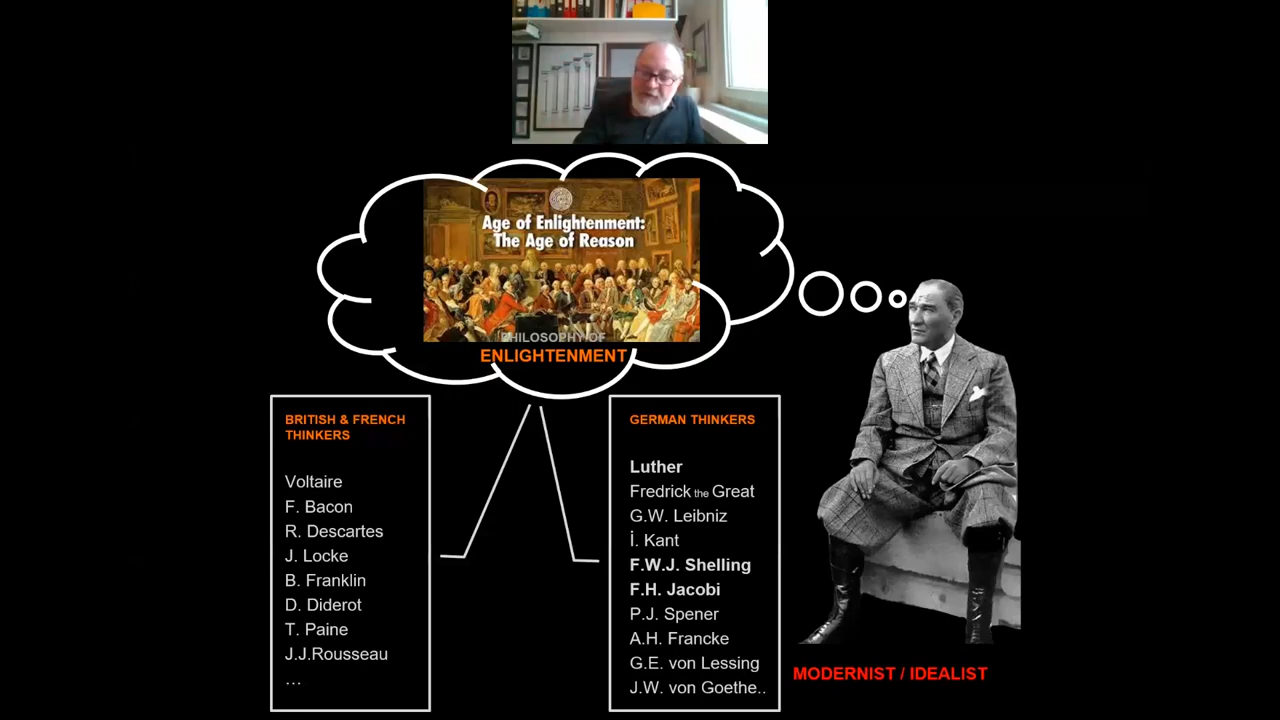 Age of Enlightenment:
The Age of Reason
PHILOSOPHY OF
ENLIGHTENMENT
BRITISH & FRENCH
THINKERS
Voltaire
F. Bacon
R. Descartes
J. Locke
B. Franklin
D. Diderot
T. Paine
J.J.Rousseau
…
GERMAN THINKERS
Luther
Fredrick the Great
G.W. Leibniz
İ. Kant
F.W.J. Shelling
F.H. Jacobi
P.J. Spener
A.H. Francke
G.E. von Lessing
J.W. von Goethe..
MODERNIST / IDEALIST